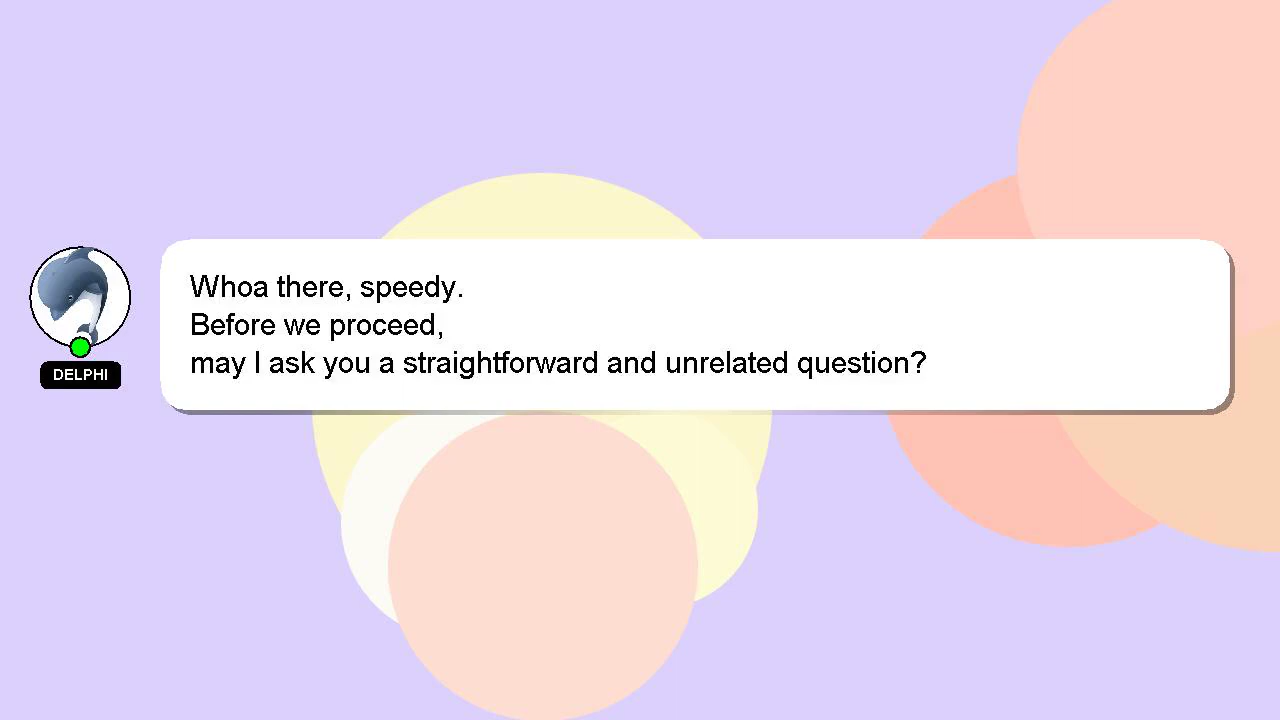 Whoa there, speedy.
Before we proceed,
may I ask you a straightforward and unrelated question?
DELPHI